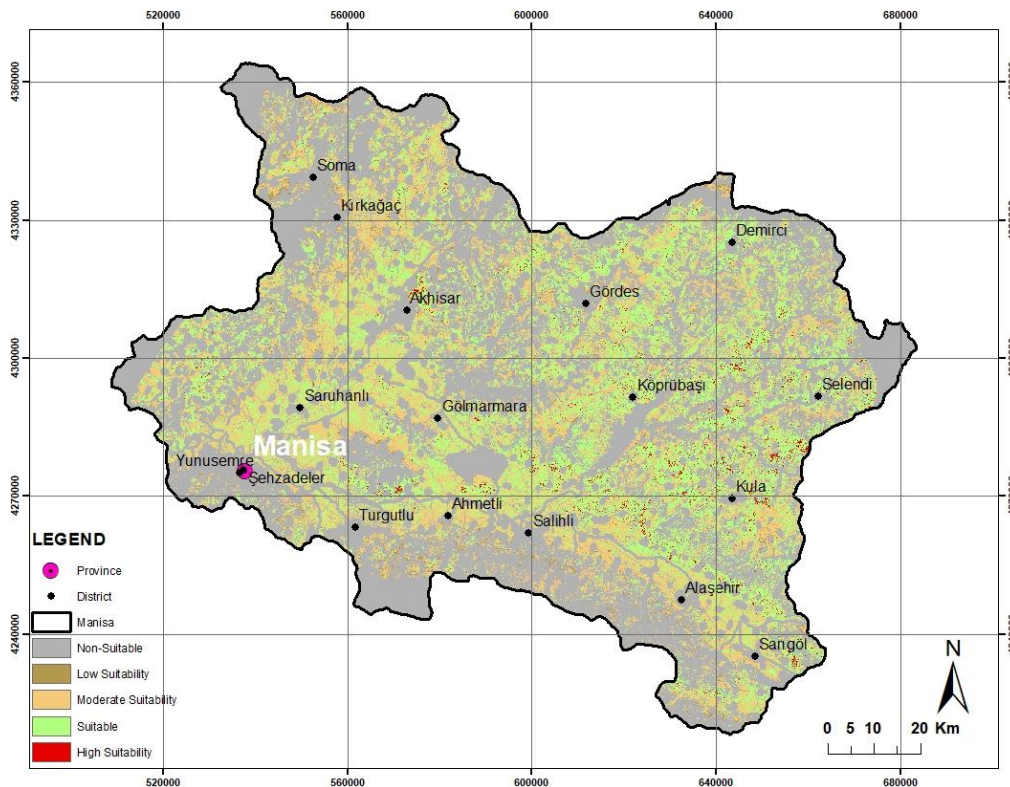 520000 560000 600000 640000 680000
4360000
4330000
4300000
4270000
4240000
Soma
Kırkağaç
Demirci
Akhisar
Gördes
Köprübaşı
Selendi
Saruhanlı
Gölmarmara
Manisa
Yunusemre
Şehzadeler
Kula
Turgutlu
Ahmetli
Salihli
Alaşehir
Sarıgöl
LEGEND
Province
District
Manisa
Non-Suitable
Low Suitability
Moderate Suitability
Suitable
High Suitability
N
0 5 10 20 Km
520000 560000 600000 640000 680000